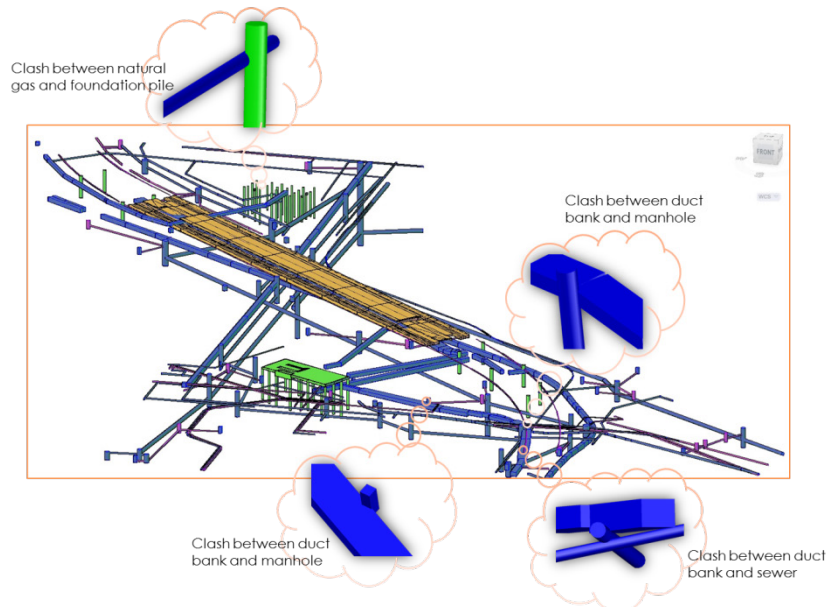 Clash between natural
gas and foundation pile
FRONT
Clash between duct
bank and manhole
Clash between duct
bank and manhole
Clash between duct
bank and sewer